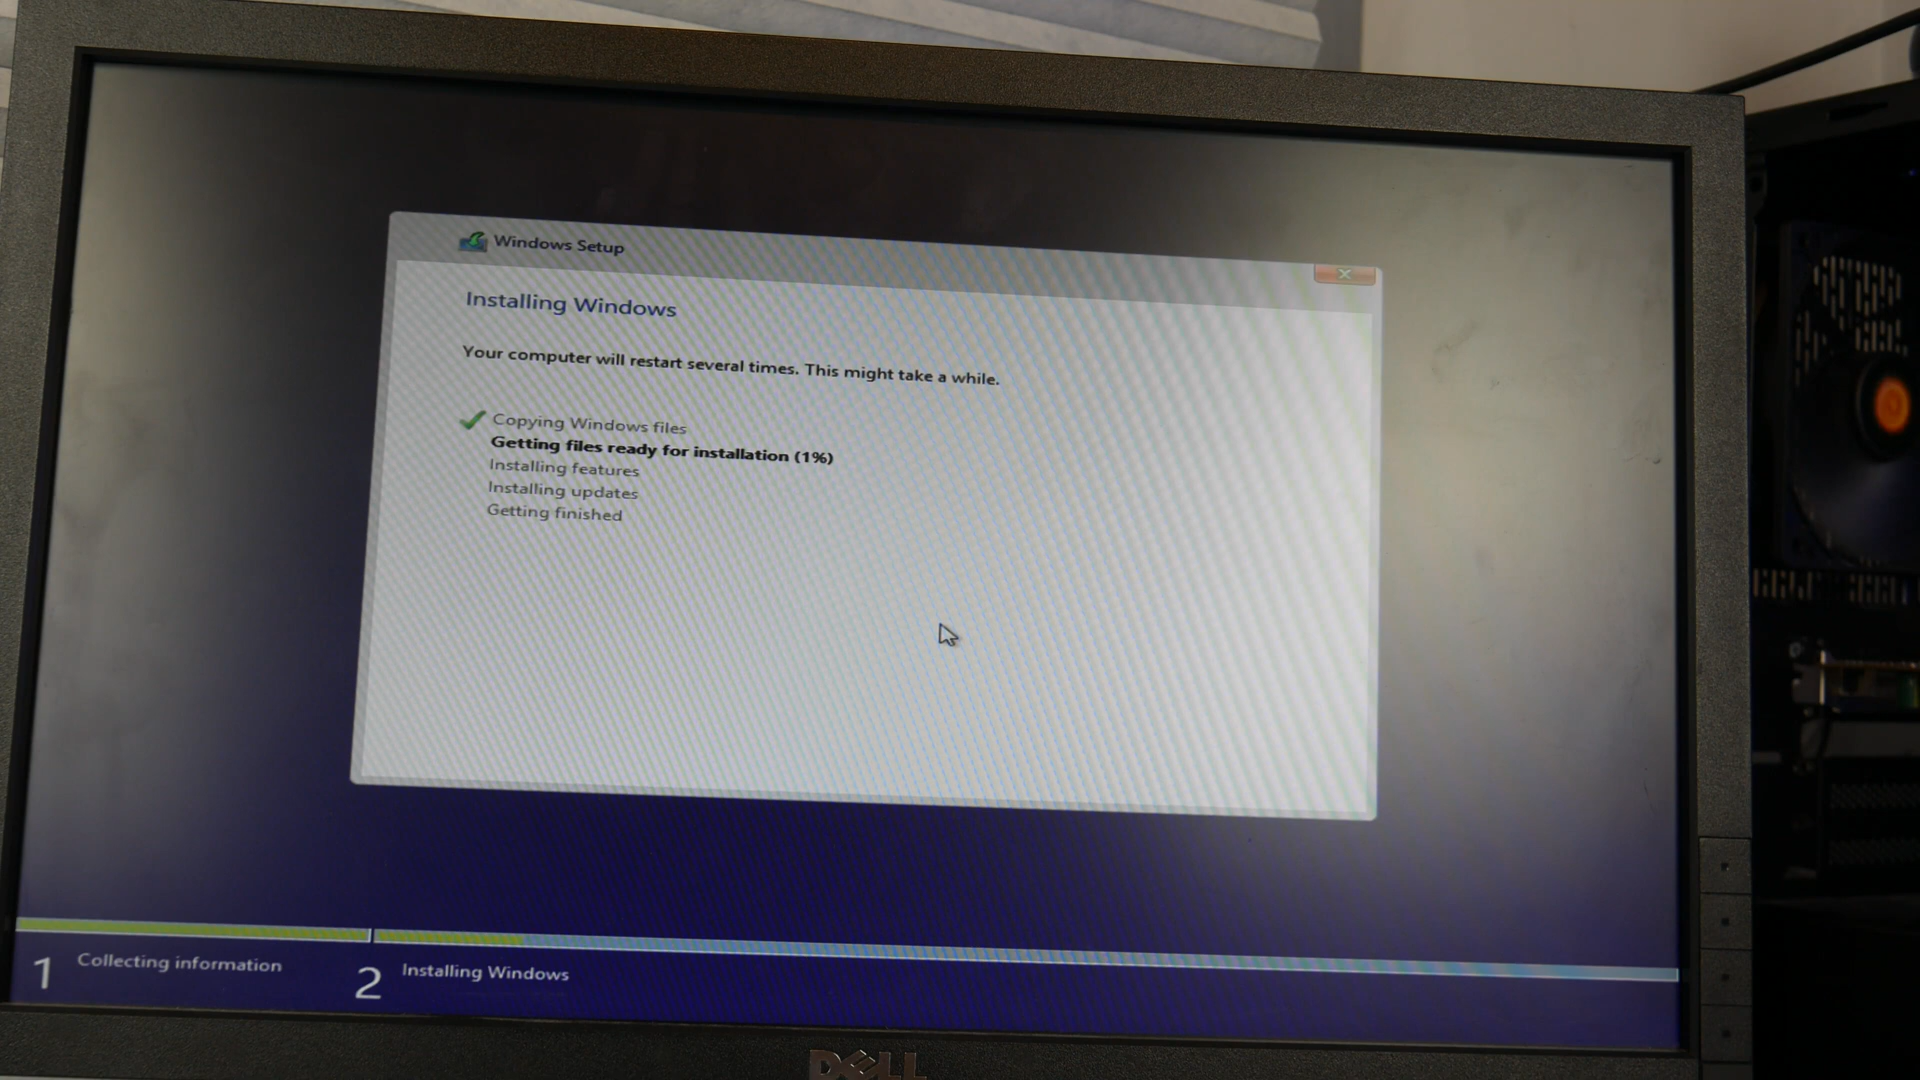 Windows Setup
Installing Windows
Your computer will restart several times. This might take a while.
Copying Windows files
Getting files ready for installation (1%)
Installing features
Installing updates
Getting finished
1 Collecting information
2 Installing Windows
DELL